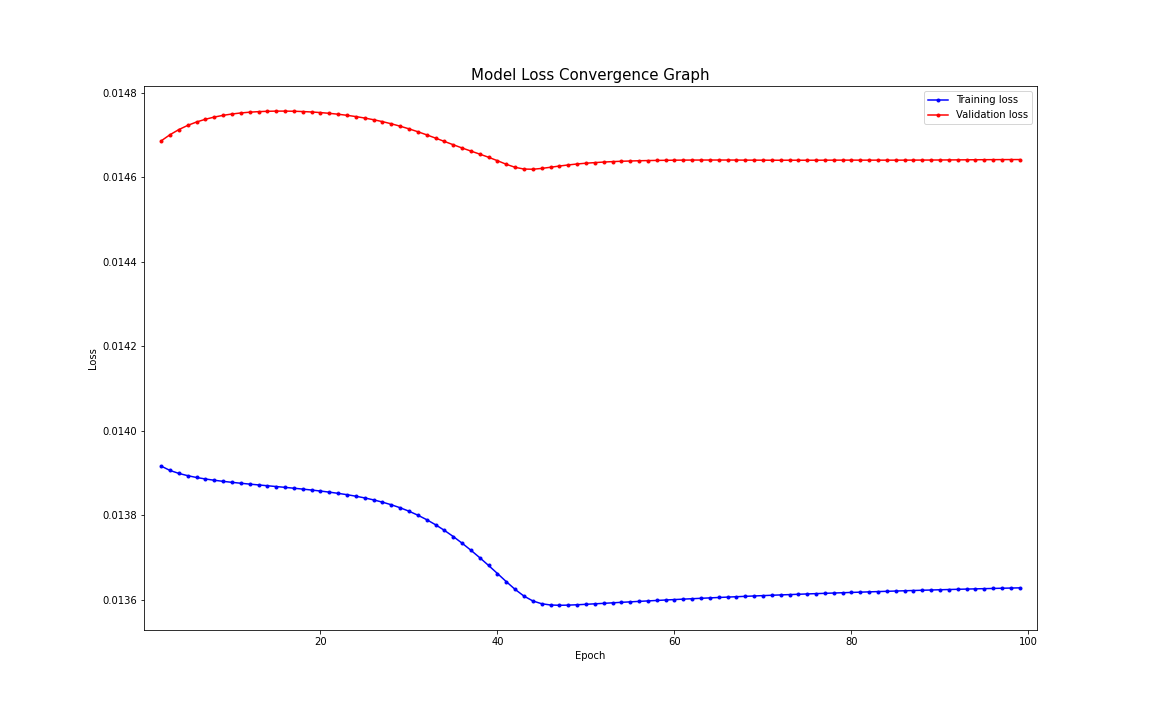 Model Loss Convergence Graph
Training loss
Validation loss
0.0148
0.0146
0.0144
0.0142
0.0140
0.0138
0.0136
Loss
20 40 60 80 100
Epoch